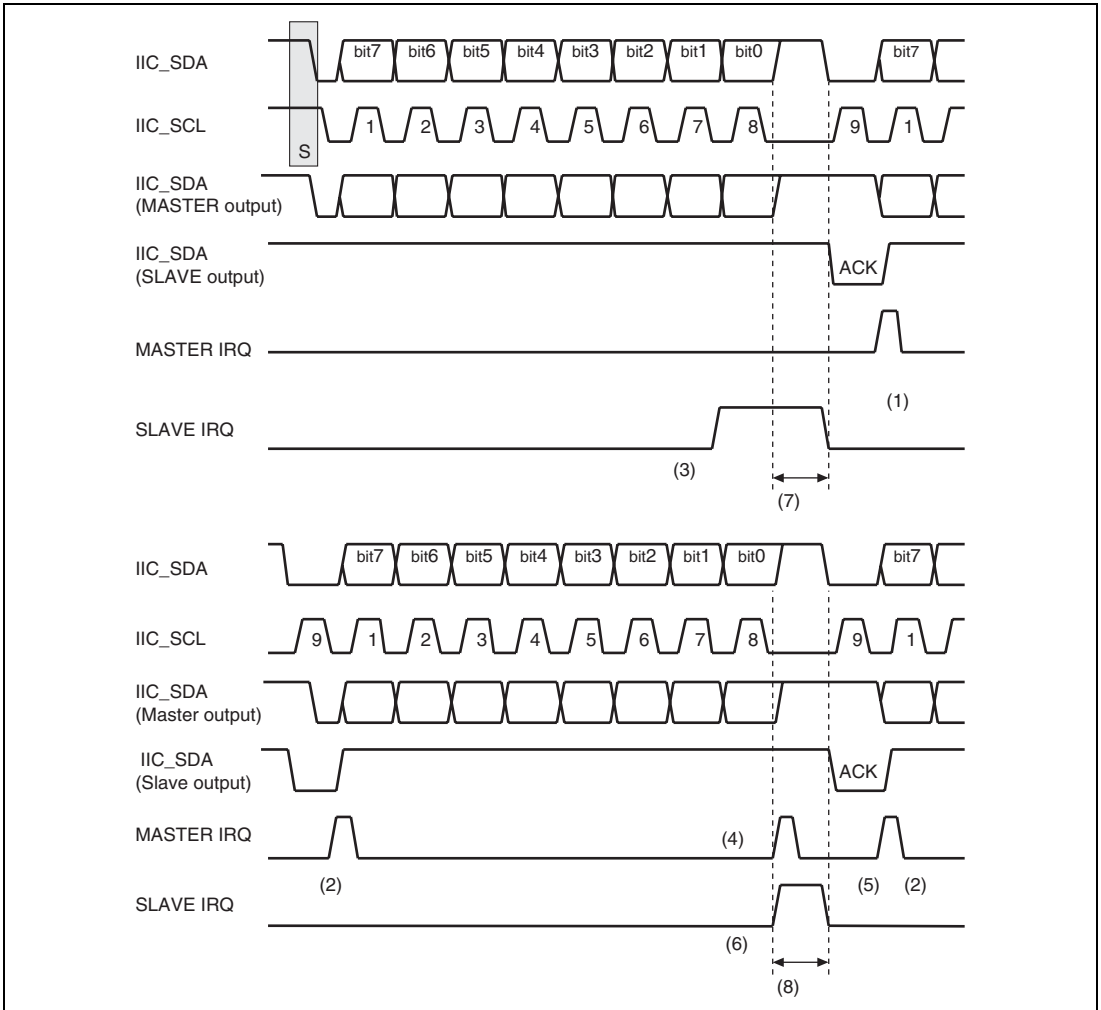 IIC_SDA bit7 bit6 bit5 bit4 bit3 bit2 bit1 bit0 bit7
IIC_SCL 1 2 3 4 5 6 7 8 9 1
S
IIC_SDA
(MASTER output)
IIC_SDA
(SLAVE output)
ACK
MASTER IRQ
(1)
SLAVE IRQ
(3)
(7)
IIC_SDA bit7 bit6 bit5 bit4 bit3 bit2 bit1 bit0 bit7
IIC_SCL 9 1 2 3 4 5 6 7 8 9 1
IIC_SDA
(Master output)
IIC_SDA
(Slave output)
ACK
MASTER IRQ
(4)
(2) (5) (2)
SLAVE IRQ
(6)
(8)